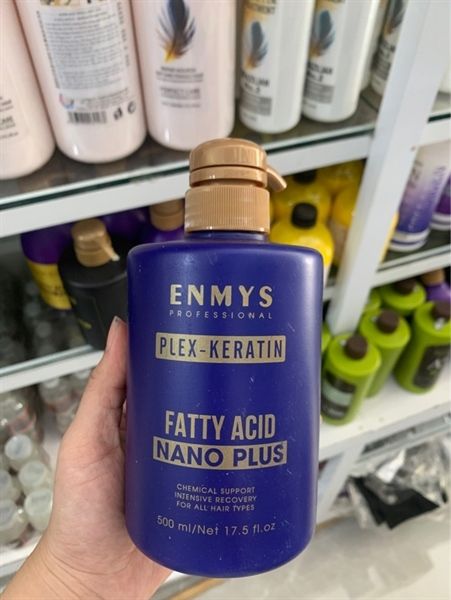 ENMYS
PROFESSIONAL
PLEX-KERATIN
FATTY ACID
NANO PLUS
CHEMICAL SUPPORT
INTENSIVE RECOVERY
FOR ALL HAIR TYPES
500 ml/Net 17.5 fl.oz